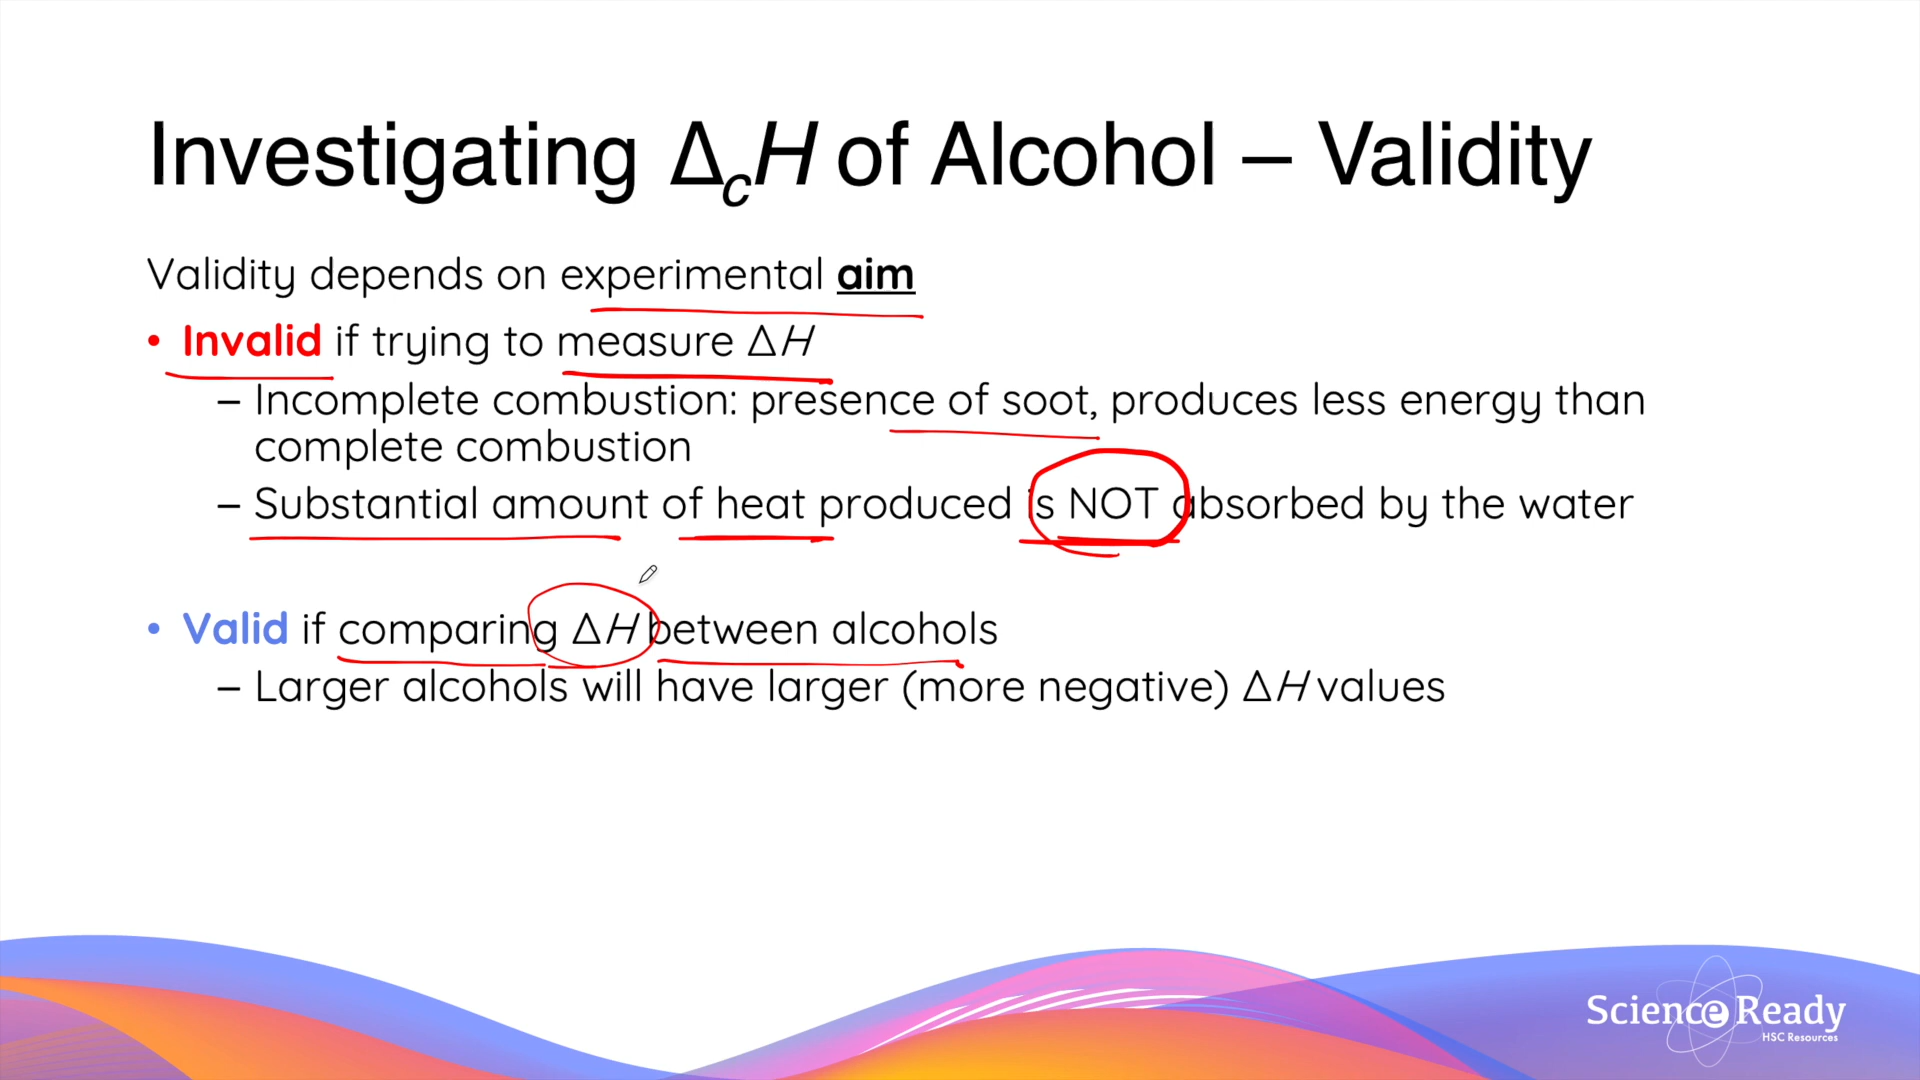 Investigating Δ꜀H of Alcohol – Validity
Validity depends on experimental aim
• Invalid if trying to measure ΔH
– Incomplete combustion: presence of soot, produces less energy than
complete combustion
– Substantial amount of heat produced is NOT absorbed by the water
• Valid if comparing ΔH between alcohols
– Larger alcohols will have larger (more negative) ΔH values
Science Ready
HSC Resources